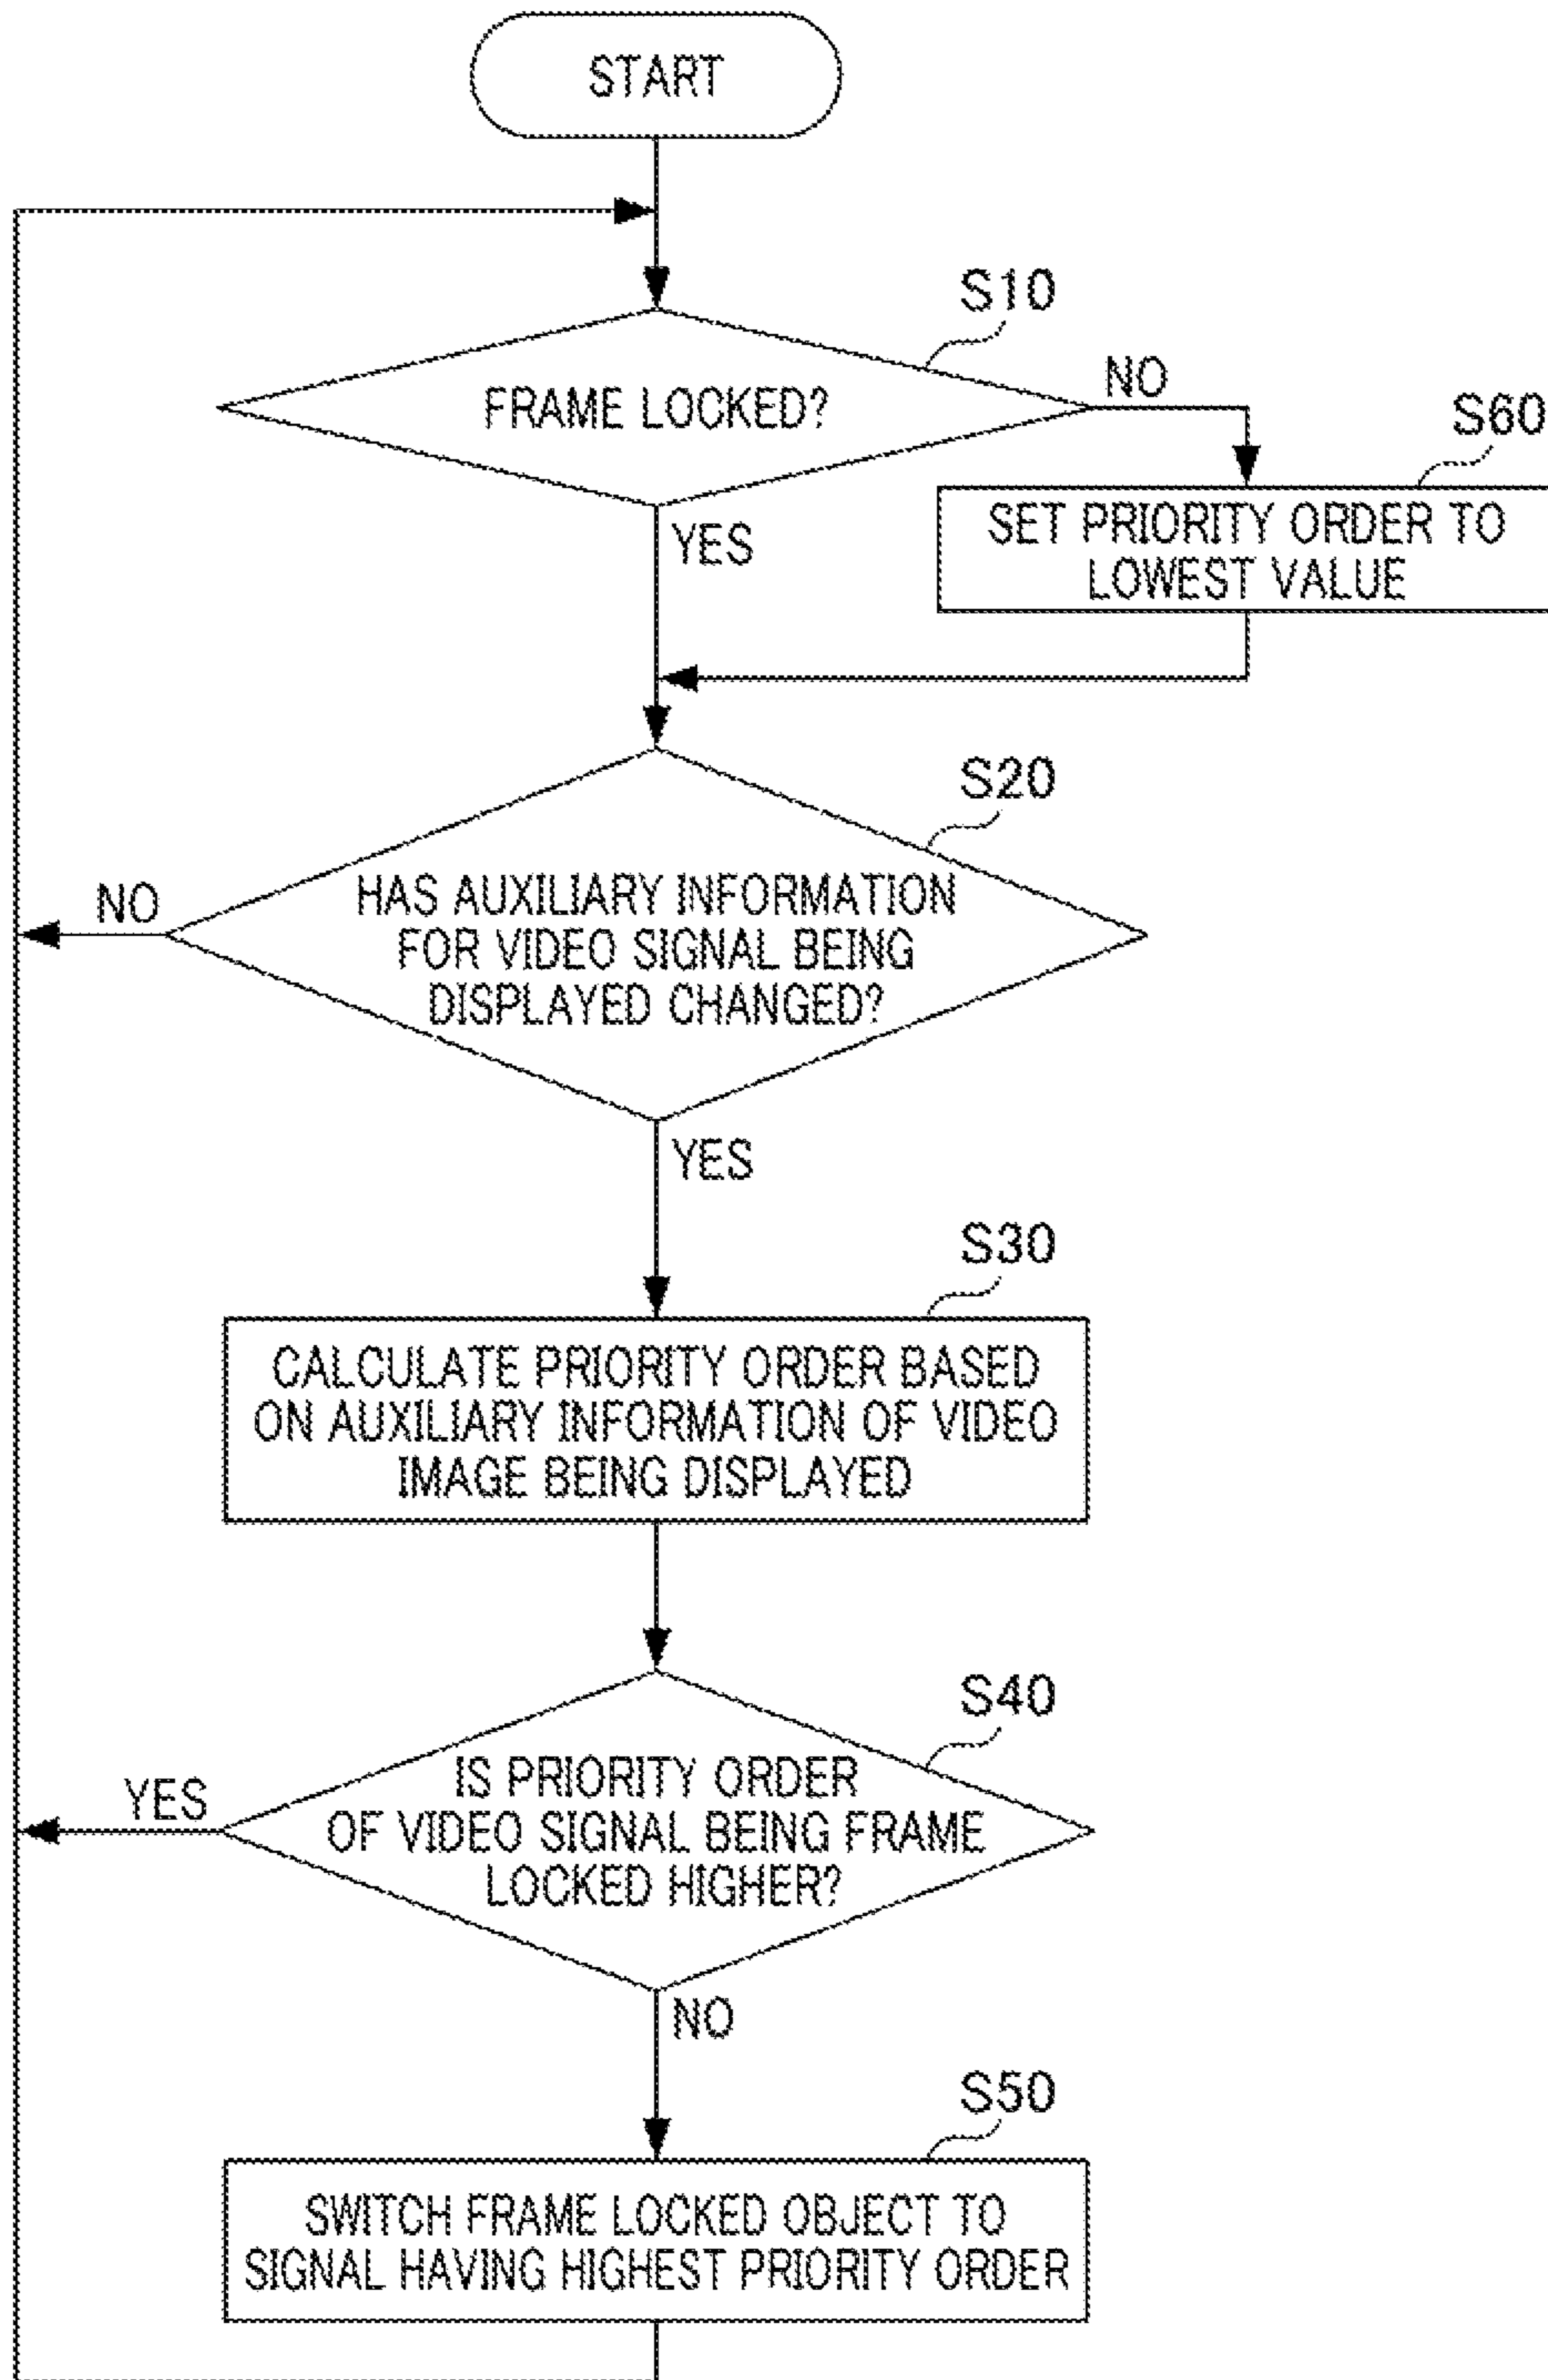 START
S10
FRAME LOCKED?
NO
S60
SET PRIORITY ORDER TO
LOWEST VALUE
YES
S20
HAS AUXILIARY INFORMATION
FOR VIDEO SIGNAL BEING
DISPLAYED CHANGED?
NO
YES
S30
CALCULATE PRIORITY ORDER BASED
ON AUXILIARY INFORMATION OF VIDEO
IMAGE BEING DISPLAYED
S40
IS PRIORITY ORDER
OF VIDEO SIGNAL BEING FRAME
LOCKED HIGHER?
YES
NO
S50
SWITCH FRAME LOCKED OBJECT TO
SIGNAL HAVING HIGHEST PRIORITY ORDER